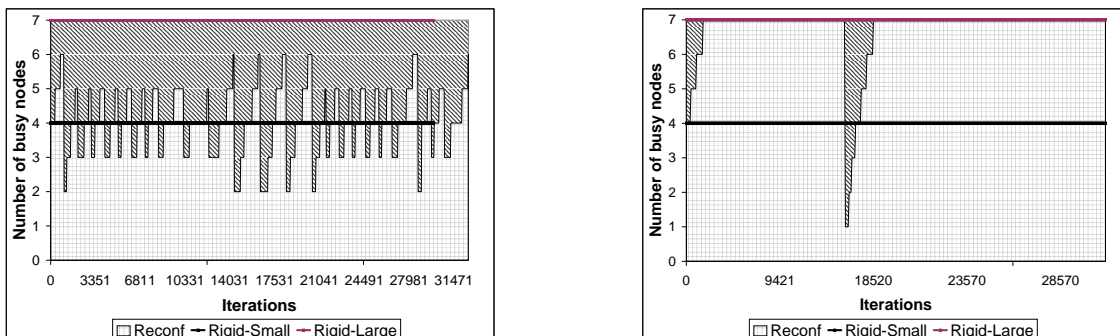 7
6
5
4
3
2
1
0
Number of busy nodes
0 3351 6811 10331 14031 17531 21041 24491 27981 31471
Iterations
Reconf Rigid-Small Rigid-Large
7
6
5
4
3
2
1
0
Number of busy nodes
0 9421 18520 23570 28570
Iterations
Reconf Rigid-Small Rigid-Large